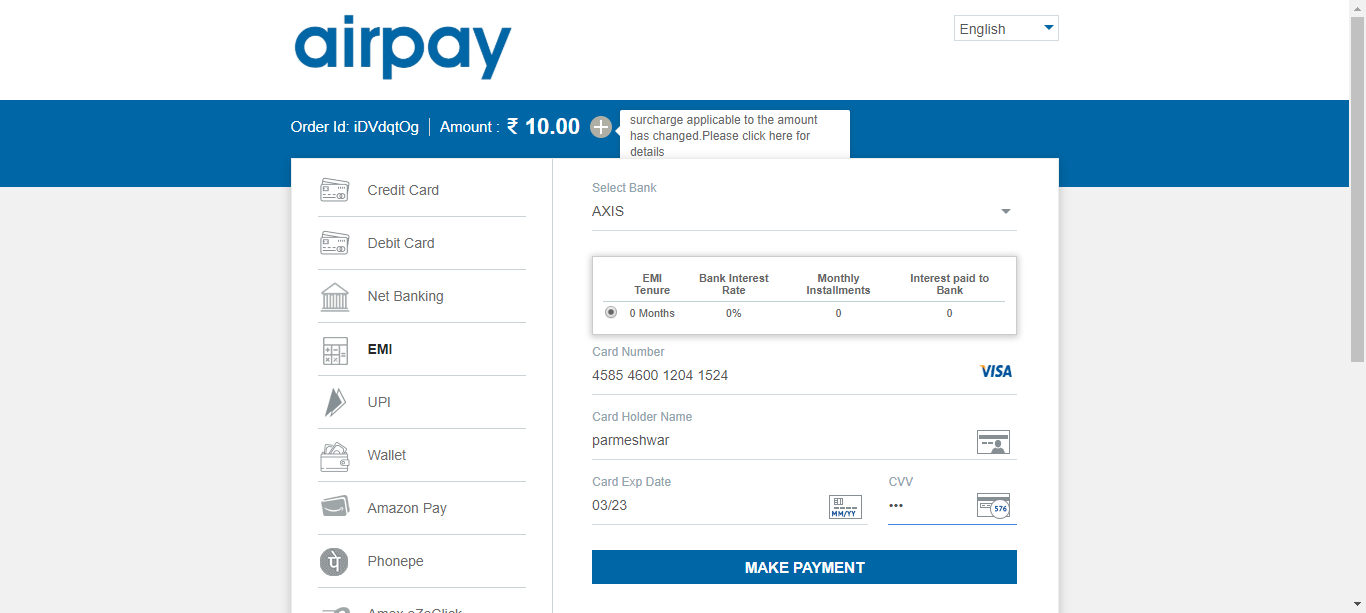 airpay
English
Order Id: iDVdqtOg Amount : ₹ 10.00
surcharge applicable to the amount
has changed.Please click here for
details
Credit Card
Debit Card
Net Banking
EMI
UPI
Wallet
Amazon Pay
Phonepe
Select Bank
AXIS
EMI Tenure Bank Interest Rate Monthly Installments Interest paid to Bank
0 Months 0% 0 0
Card Number
4585 4600 1204 1524 VISA
Card Holder Name
parmeshwar
Card Exp Date CVV
03/23 MM/YY ••• 576
MAKE PAYMENT